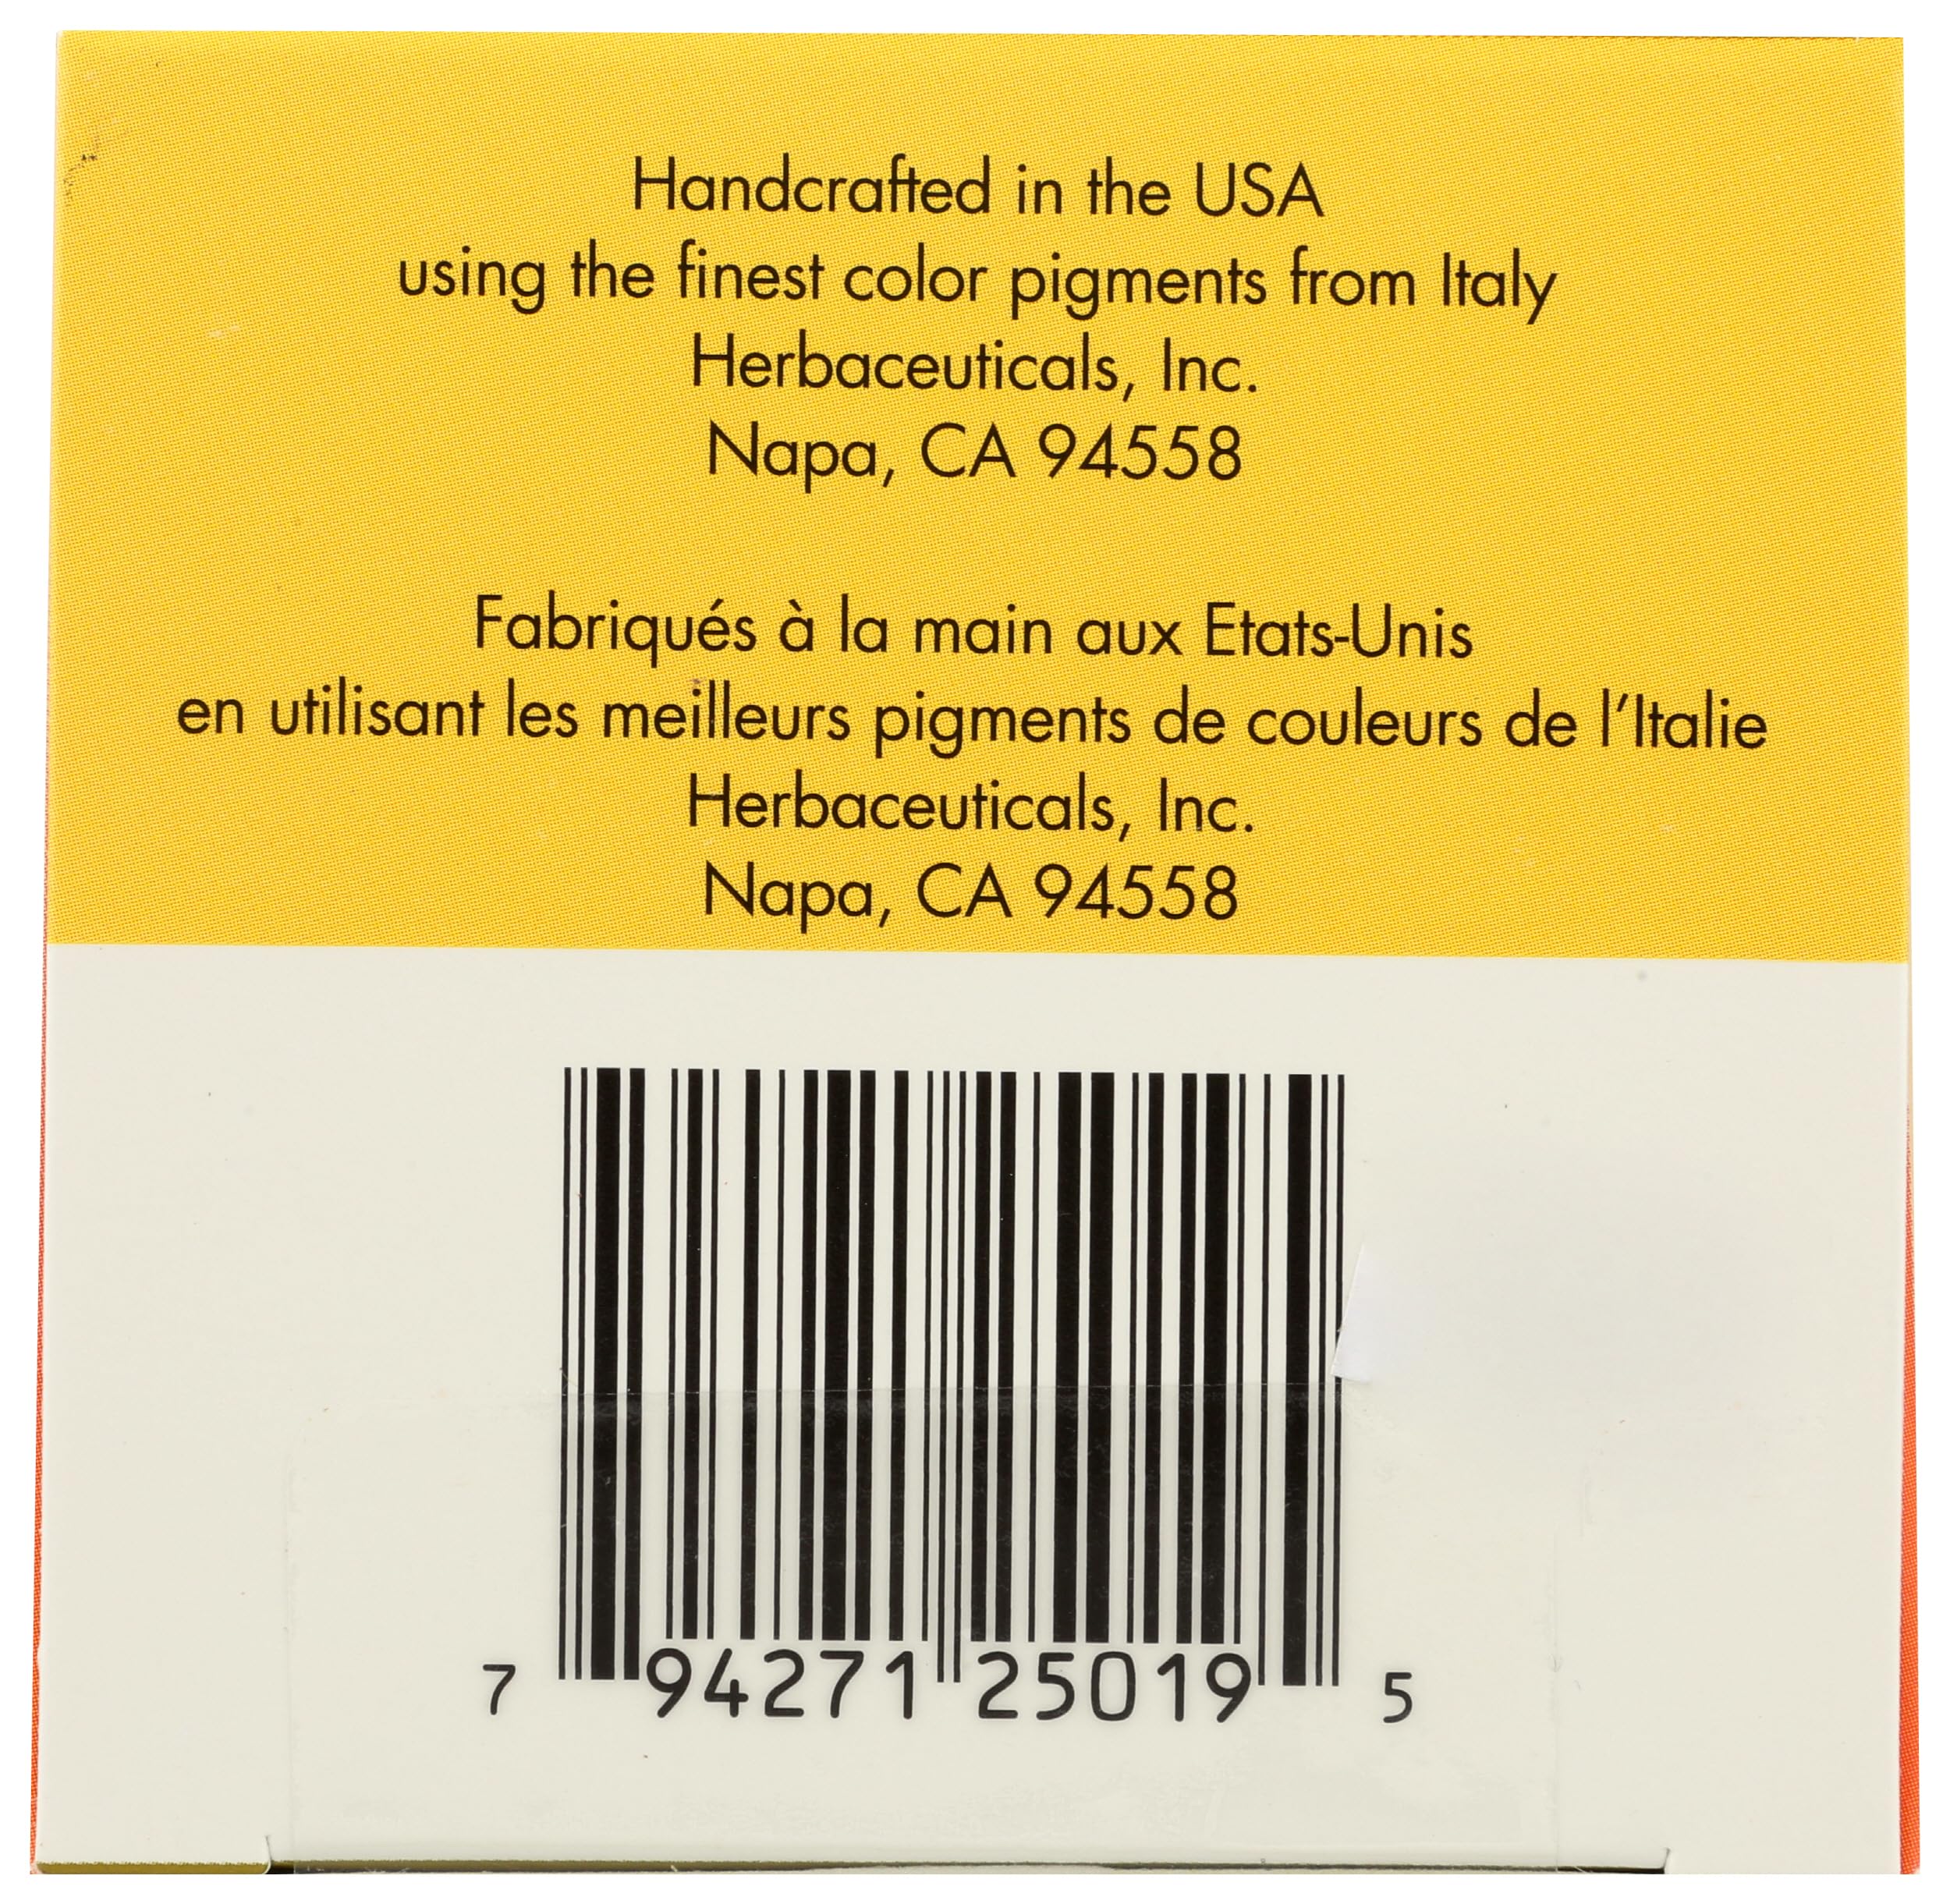 Handcrafted in the USA
using the finest color pigments from Italy
Herbaceuticals, Inc.
Napa, CA 94558
Fabriqués à la main aux Etats-Unis
en utilisant les meilleurs pigments de couleurs de l'Italie
Herbaceuticals, Inc.
Napa, CA 94558
7 94271 25019 5